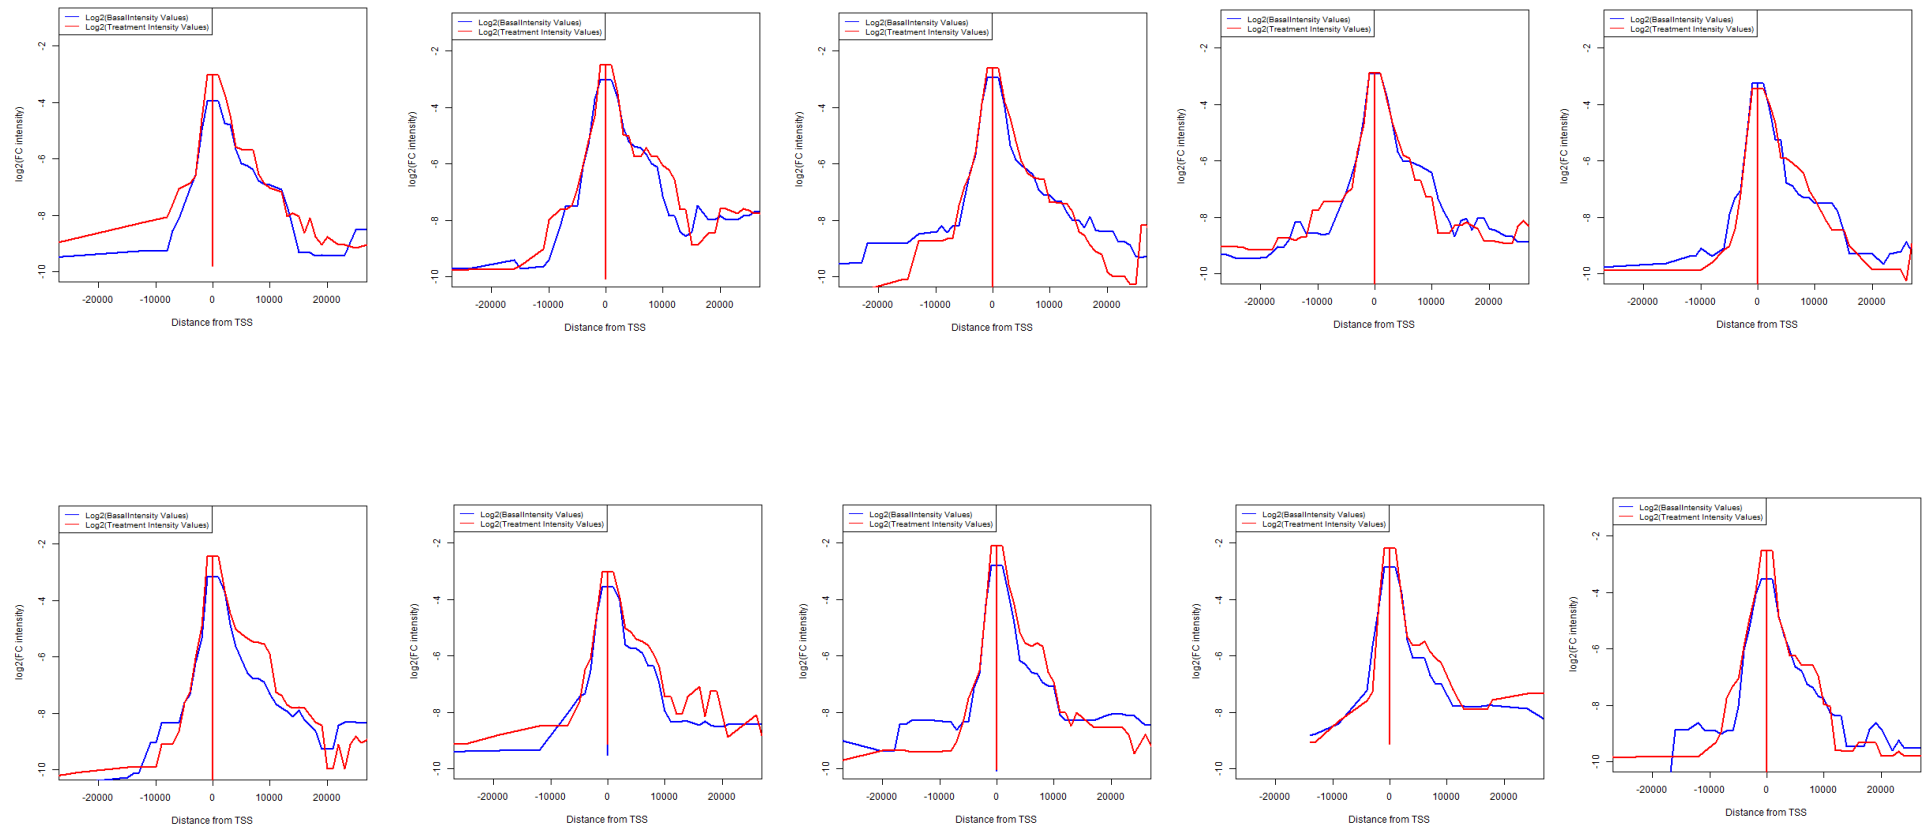 Log2(BasalIntensity Values)
Log2(Treatment Intensity Values)
log2(FC intensity)
-2
-4
-6
-8
-10
-20000 -10000 0 10000 20000
Distance from TSS
Log2(BasalIntensity Values)
Log2(Treatment Intensity Values)
log2(FC intensity)
-2
-4
-6
-8
-10
-20000 -10000 0 10000 20000
Distance from TSS
Log2(BasalIntensity Values)
Log2(Treatment Intensity Values)
log2(FC intensity)
-2
-4
-6
-8
-10
-20000 -10000 0 10000 20000
Distance from TSS
Log2(BasalIntensity Values)
Log2(Treatment Intensity Values)
log2(FC intensity)
-2
-4
-6
-8
-10
-20000 -10000 0 10000 20000
Distance from TSS
Log2(BasalIntensity Values)
Log2(Treatment Intensity Values)
log2(FC intensity)
-2
-4
-6
-8
-10
-20000 -10000 0 10000 20000
Distance from TSS
Log2(BasalIntensity Values)
Log2(Treatment Intensity Values)
log2(FC intensity)
-2
-4
-6
-8
-10
-20000 -10000 0 10000 20000
Distance from TSS
Log2(BasalIntensity Values)
Log2(Treatment Intensity Values)
log2(FC intensity)
-2
-4
-6
-8
-10
-20000 -10000 0 10000 20000
Distance from TSS
Log2(BasalIntensity Values)
Log2(Treatment Intensity Values)
log2(FC intensity)
-2
-4
-6
-8
-10
-20000 -10000 0 10000 20000
Distance from TSS
Log2(BasalIntensity Values)
Log2(Treatment Intensity Values)
log2(FC intensity)
-2
-4
-6
-8
-10
-20000 -10000 0 10000 20000
Distance from TSS
Log2(BasalIntensity Values)
Log2(Treatment Intensity Values)
log2(FC intensity)
-2
-4
-6
-8
-10
-20000 -10000 0 10000 20000
Distance from TSS